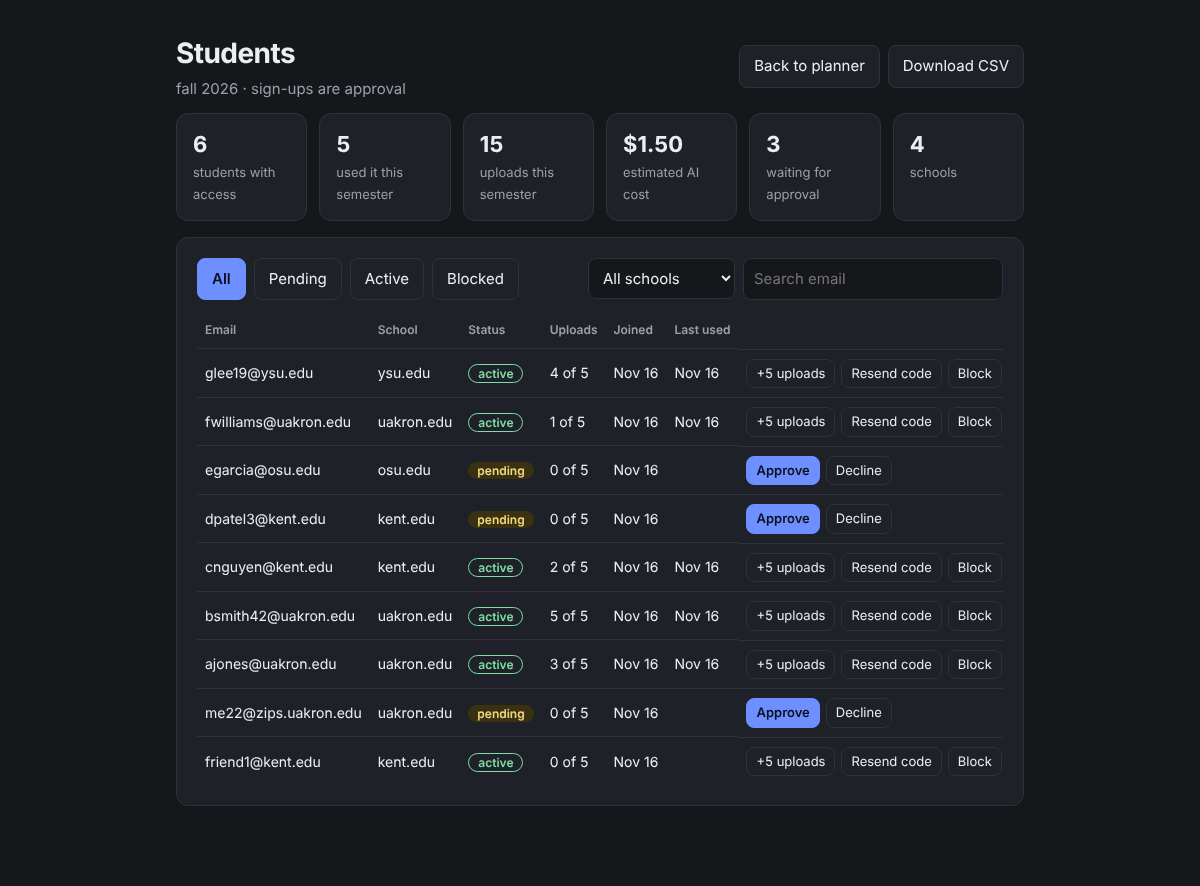 Students
Back to planner
Download CSV
fall 2026 · sign-ups are approval
6
students with
access
5
used it this
semester
15
uploads this
semester
$1.50
estimated AI
cost
3
waiting for
approval
4
schools
All
Pending
Active
Blocked
All schools
Search email
Email School Status Uploads Joined Last used
glee19@ysu.edu ysu.edu active 4 of 5 Nov 16 Nov 16 +5 uploads Resend code Block
fwilliams@uakron.edu uakron.edu active 1 of 5 Nov 16 Nov 16 +5 uploads Resend code Block
egarcia@osu.edu osu.edu pending 0 of 5 Nov 16 Approve Decline
dpatel3@kent.edu kent.edu pending 0 of 5 Nov 16 Approve Decline
cnguyen@kent.edu kent.edu active 2 of 5 Nov 16 Nov 16 +5 uploads Resend code Block
bsmith42@uakron.edu uakron.edu active 5 of 5 Nov 16 Nov 16 +5 uploads Resend code Block
ajones@uakron.edu uakron.edu active 3 of 5 Nov 16 Nov 16 +5 uploads Resend code Block
me22@zips.uakron.edu uakron.edu pending 0 of 5 Nov 16 Approve Decline
friend1@kent.edu kent.edu active 0 of 5 Nov 16 +5 uploads Resend code Block